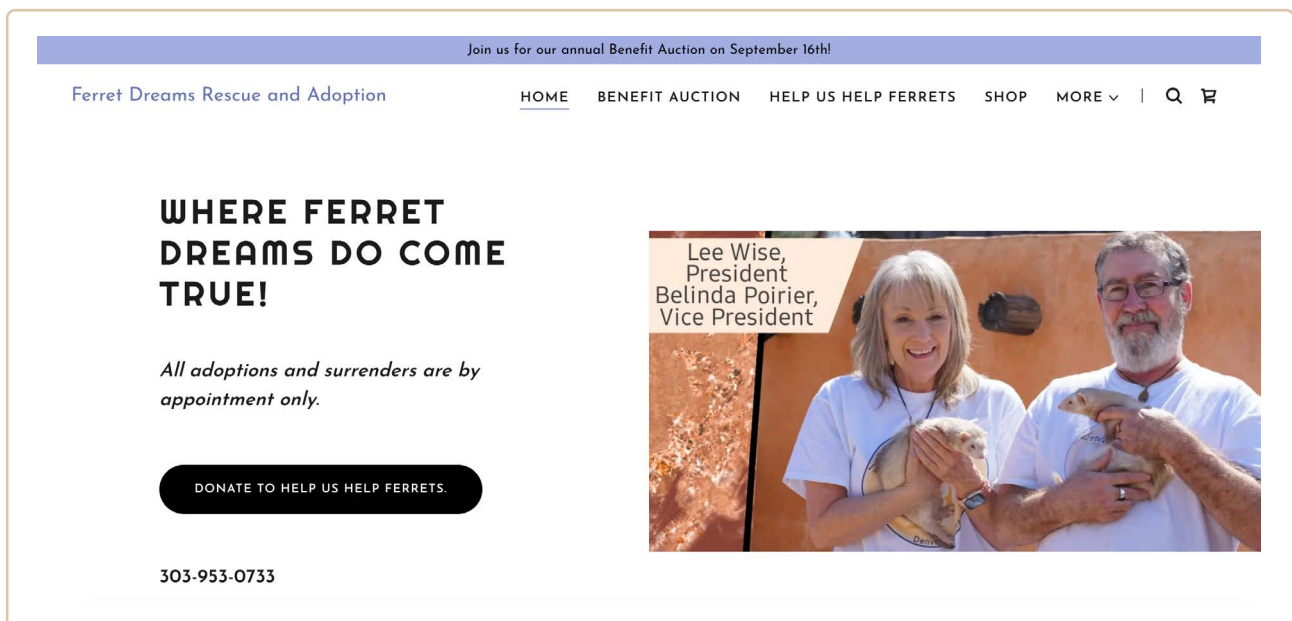 Join us for our annual Benefit Auction on September 16th!
Ferret Dreams Rescue and Adoption
HOME BENEFIT AUCTION HELP US HELP FERRETS SHOP MORE
WHERE FERRET
DREAMS DO COME
TRUE!
All adoptions and surrenders are by
appointment only.
DONATE TO HELP US HELP FERRETS.
303-953-0733
Lee Wise,
President
Belinda Poirier,
Vice President